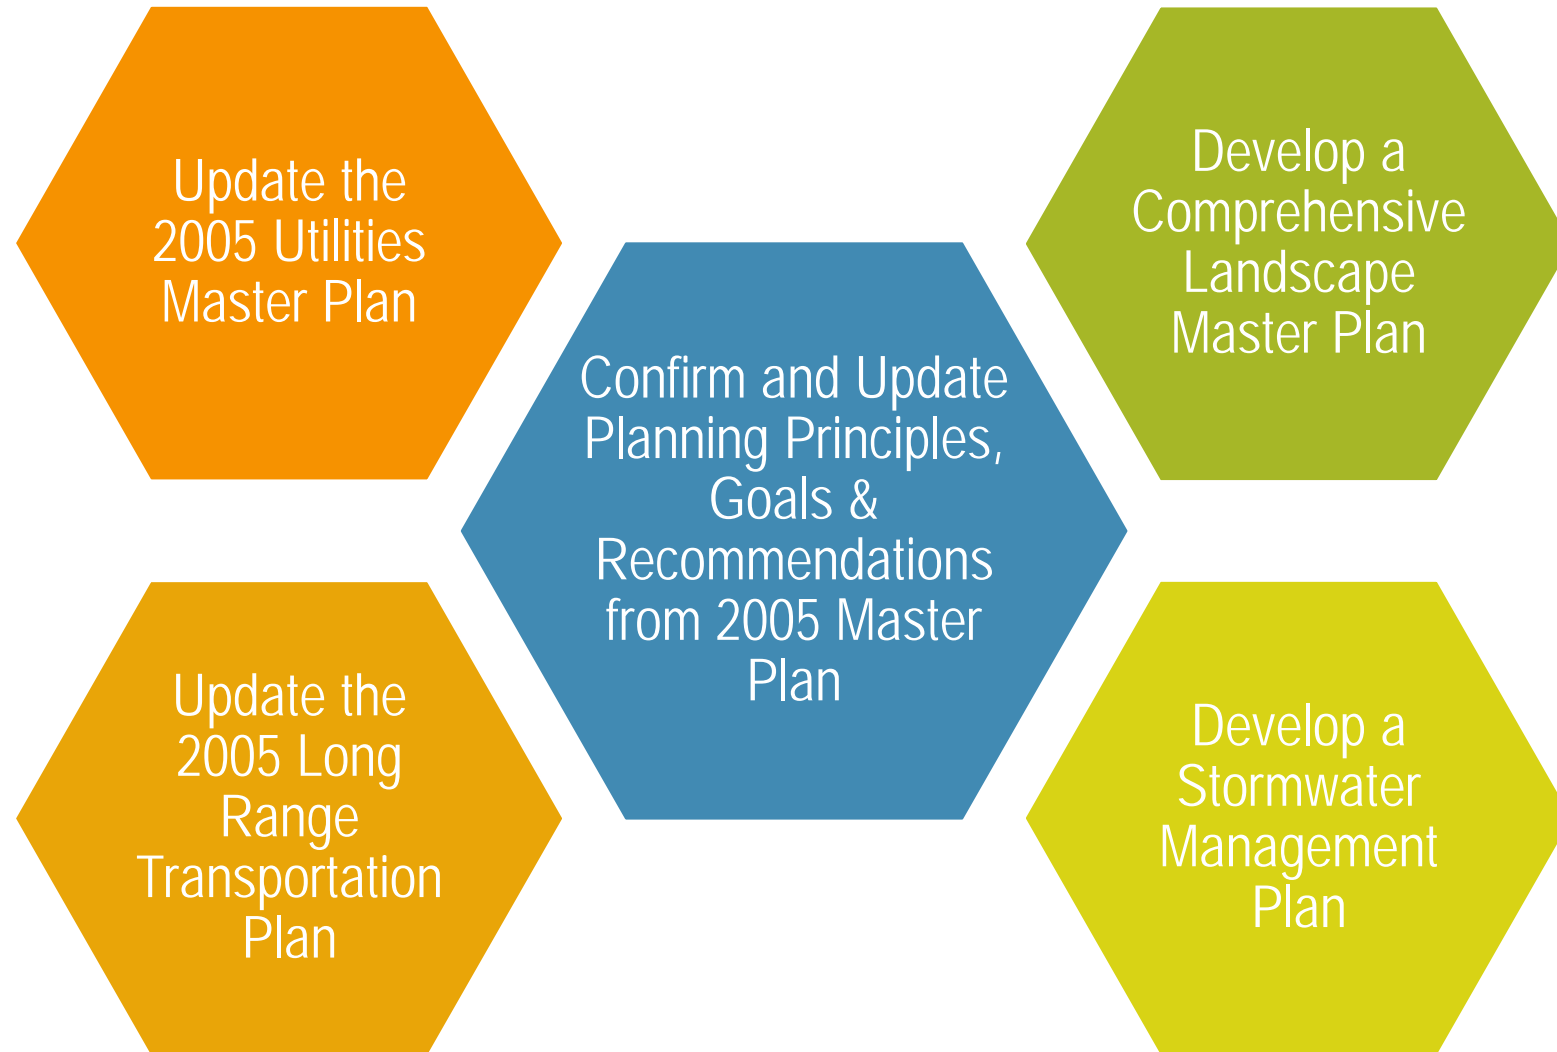 Update the
2005 Utilities
Master Plan
Develop a
Comprehensive
Landscape
Master Plan
Confirm and Update
Planning Principles,
Goals &
Recommendations
from 2005 Master
Plan
Update the
2005 Long
Range
Transportation
Plan
Develop a
Stormwater
Management
Plan